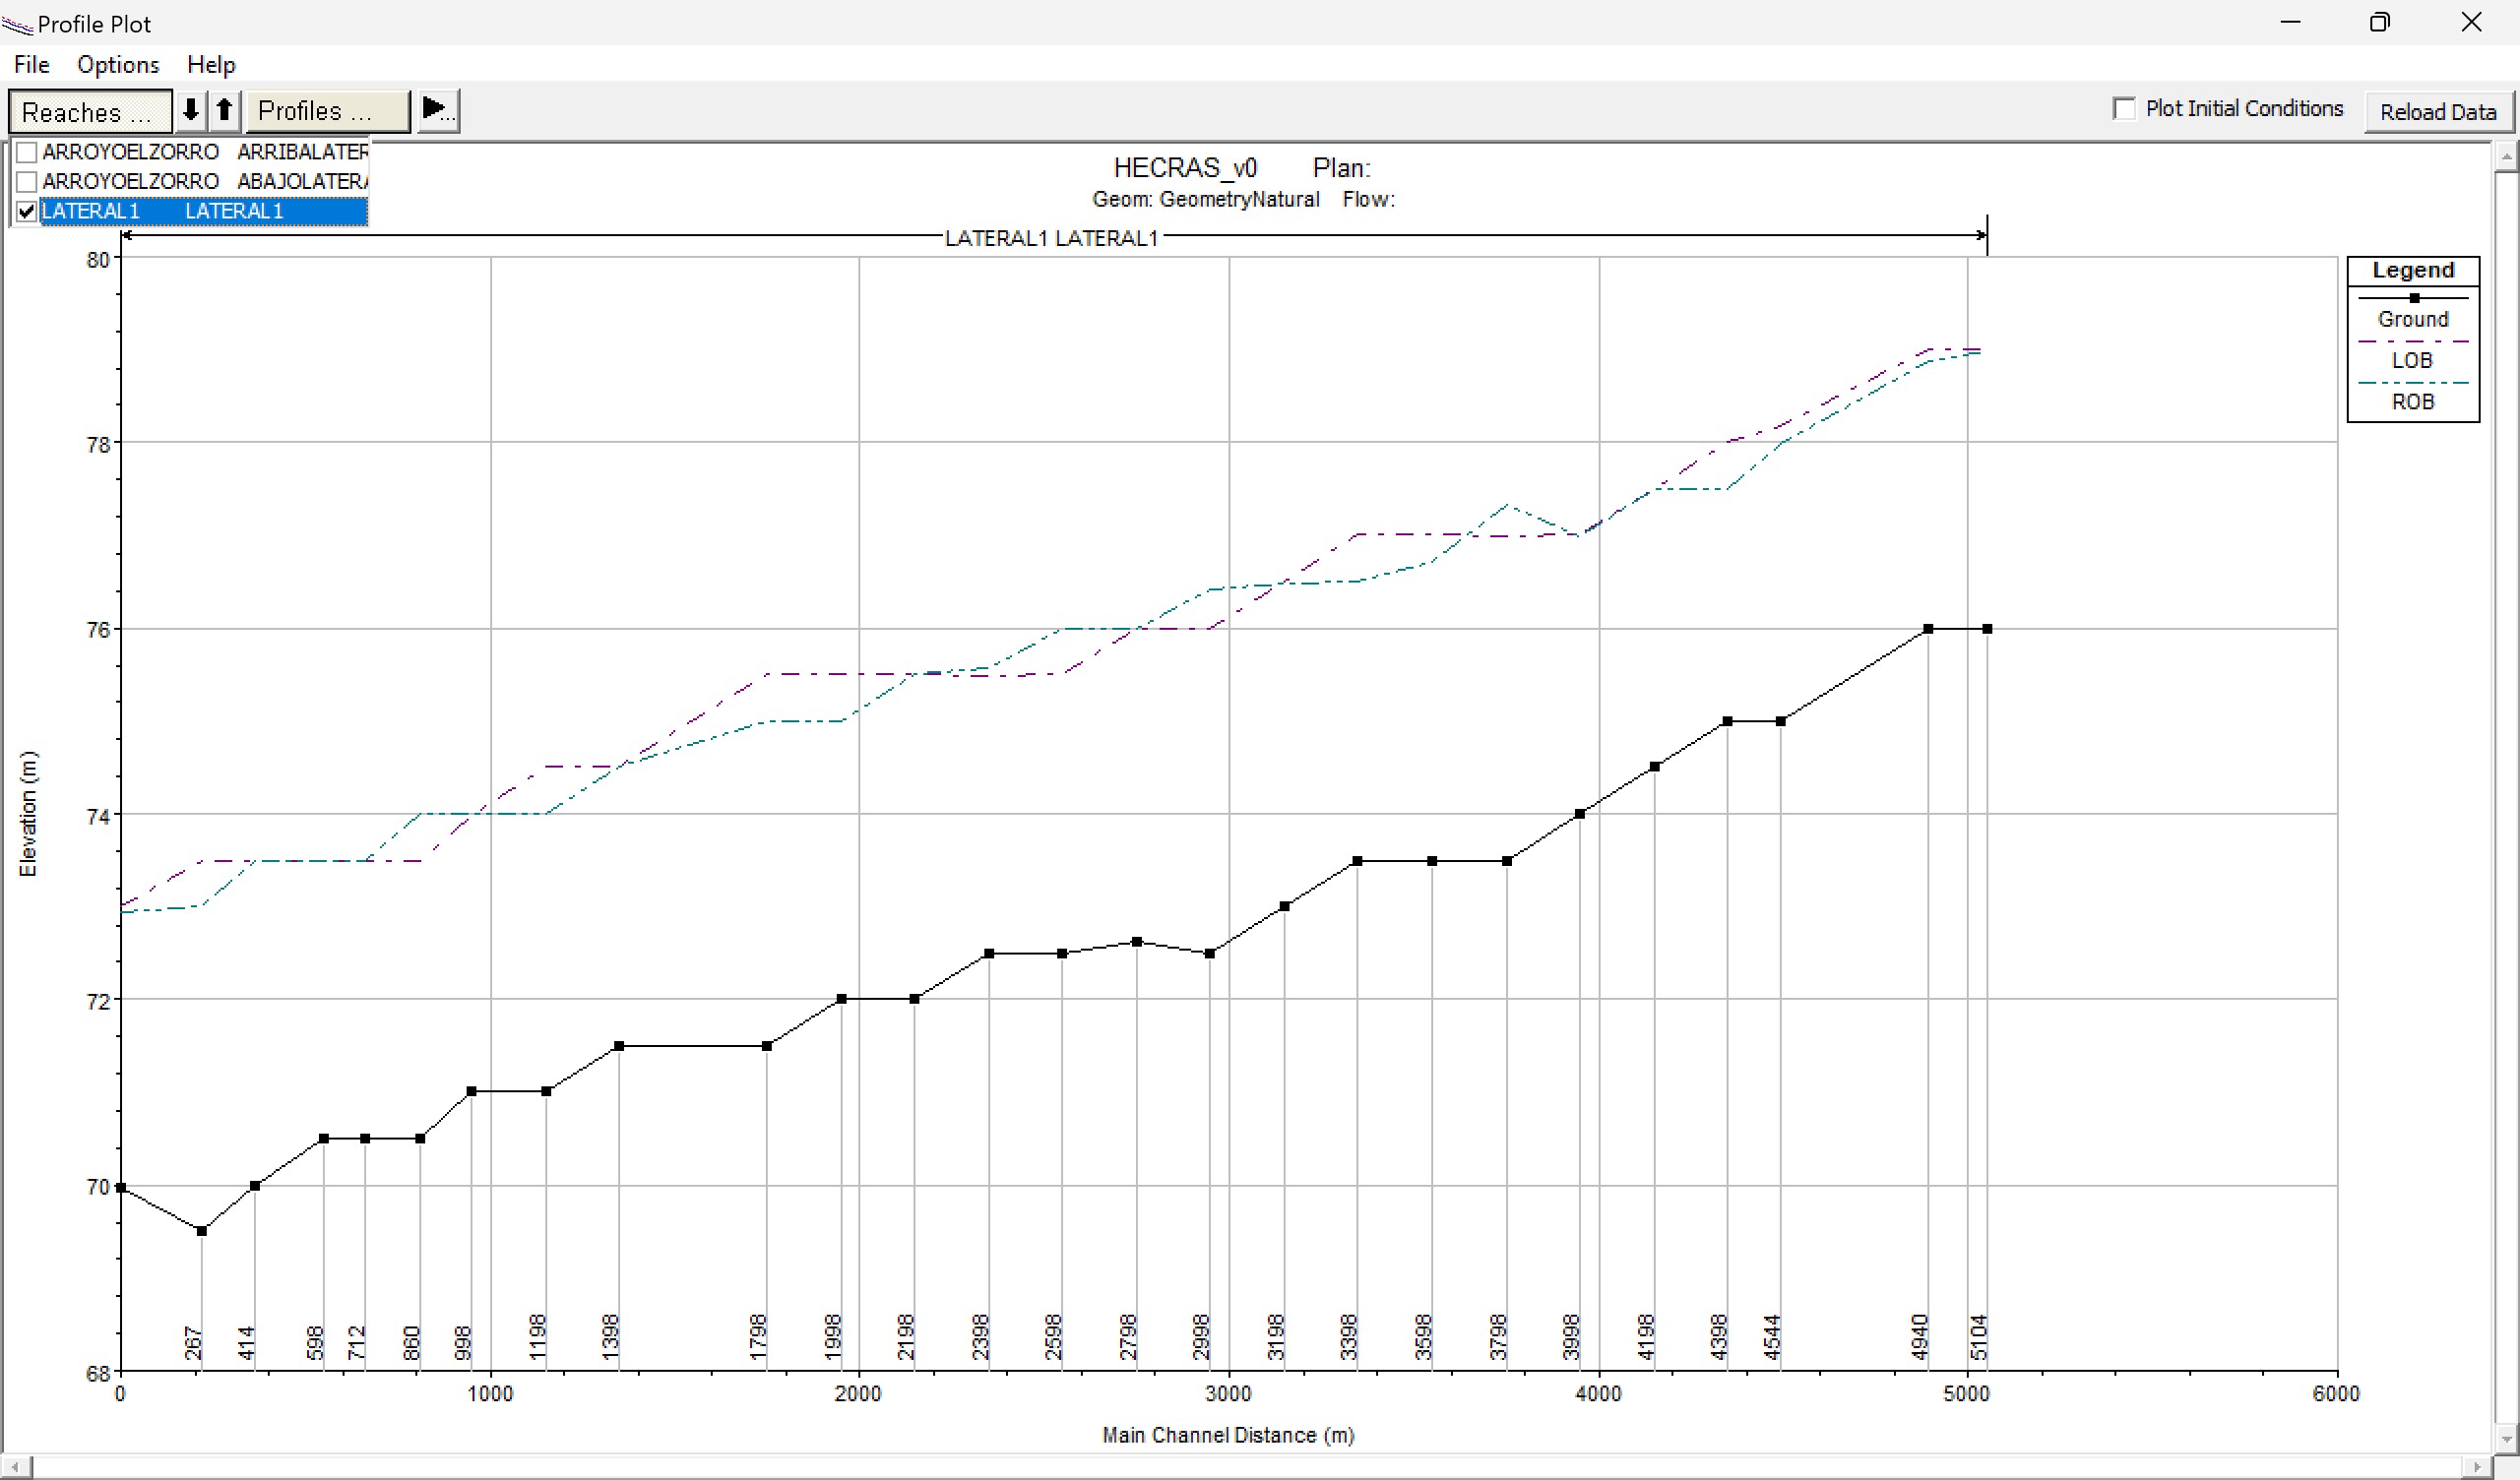 Profile Plot
File Options Help
Reaches ... Profiles ... ... Plot Initial Conditions Reload Data
ARROYOELZORRO ARRIBALATER
ARROYOELZORRO ABAJOLATERA
LATERAL1 LATERAL1
HECRAS_v0 Plan:
Geom: GeometryNatural Flow:
LATERAL1 LATERAL1
Legend
Ground
LOB
ROB
80
78
76
74
72
70
68
Elevation (m)
267 414 598 712 860 998 1198 1398 1798 1998 2198 2398 2598 2798 2998 3198 3398 3598 3798 3998 4198 4398 4544 4940 5104
0 1000 2000 3000 4000 5000 6000
Main Channel Distance (m)